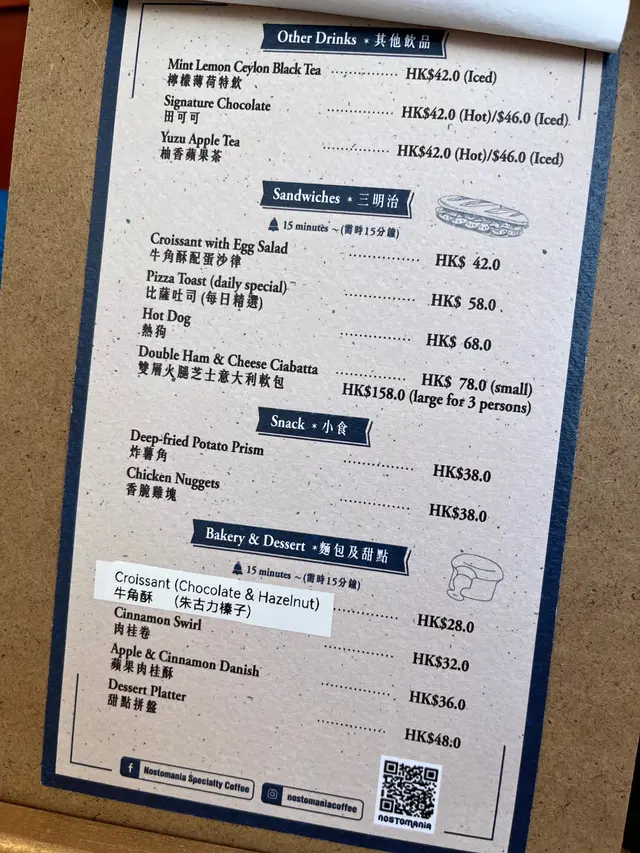 Other Drinks * 其他飲品
Mint Lemon Ceylon Black Tea ............... HK$42.0 (Iced)
檸檬薄荷特飲
Signature Chocolate ............... HK$42.0 (Hot)/$46.0 (Iced)
田可可
Yuzu Apple Tea ............... HK$42.0 (Hot)/$46.0 (Iced)
柚香蘋果茶
Sandwiches * 三明治
15 minutes ~ (需時15分鐘)
Croissant with Egg Salad ............... HK$ 42.0
牛角酥配蛋沙律
Pizza Toast (daily special) ............... HK$ 58.0
比薩吐司 (每日精選)
Hot Dog ............... HK$ 68.0
熱狗
Double Ham & Cheese Ciabatta ............... HK$ 78.0 (small)
雙層火腿芝士意大利軟包 HK$158.0 (large for 3 persons)
Snack * 小食
Deep-fried Potato Prism ............... HK$38.0
炸薯角
Chicken Nuggets ............... HK$38.0
香脆雞塊
Bakery & Dessert * 麵包及甜點
15 minutes ~ (需時15分鐘)
Croissant (Chocolate & Hazelnut) ............... HK$28.0
牛角酥 (朱古力榛子)
Cinnamon Swirl ............... HK$32.0
肉桂卷
Apple & Cinnamon Danish ............... HK$36.0
蘋果肉桂酥
Dessert Platter ............... HK$48.0
甜點拼盤
Nostomania Specialty Coffee
nostomaniacoffee
NOSTOMANIA